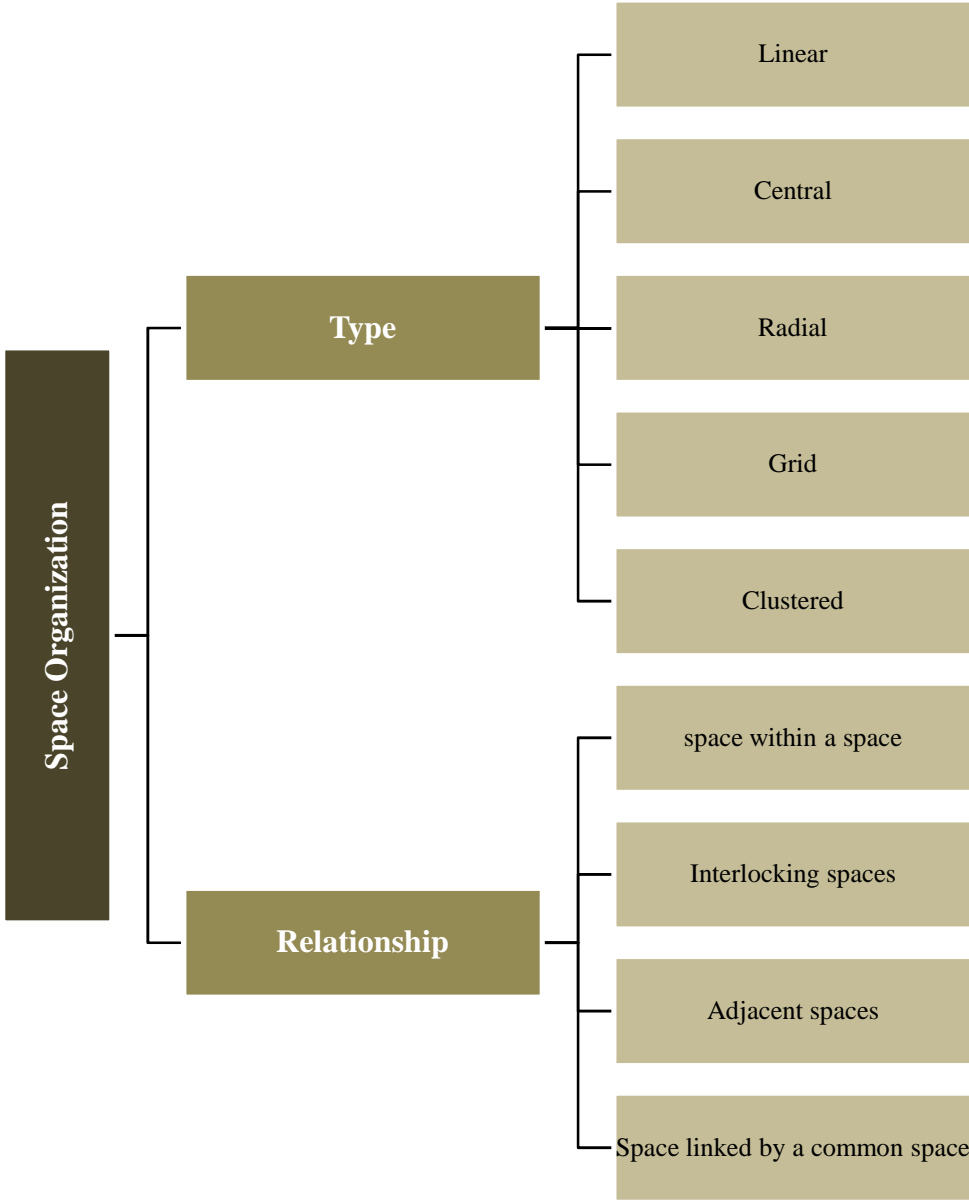 Space Organization
Type
Linear
Central
Radial
Grid
Clustered
Relationship
space within a space
Interlocking spaces
Adjacent spaces
Space linked by a common space